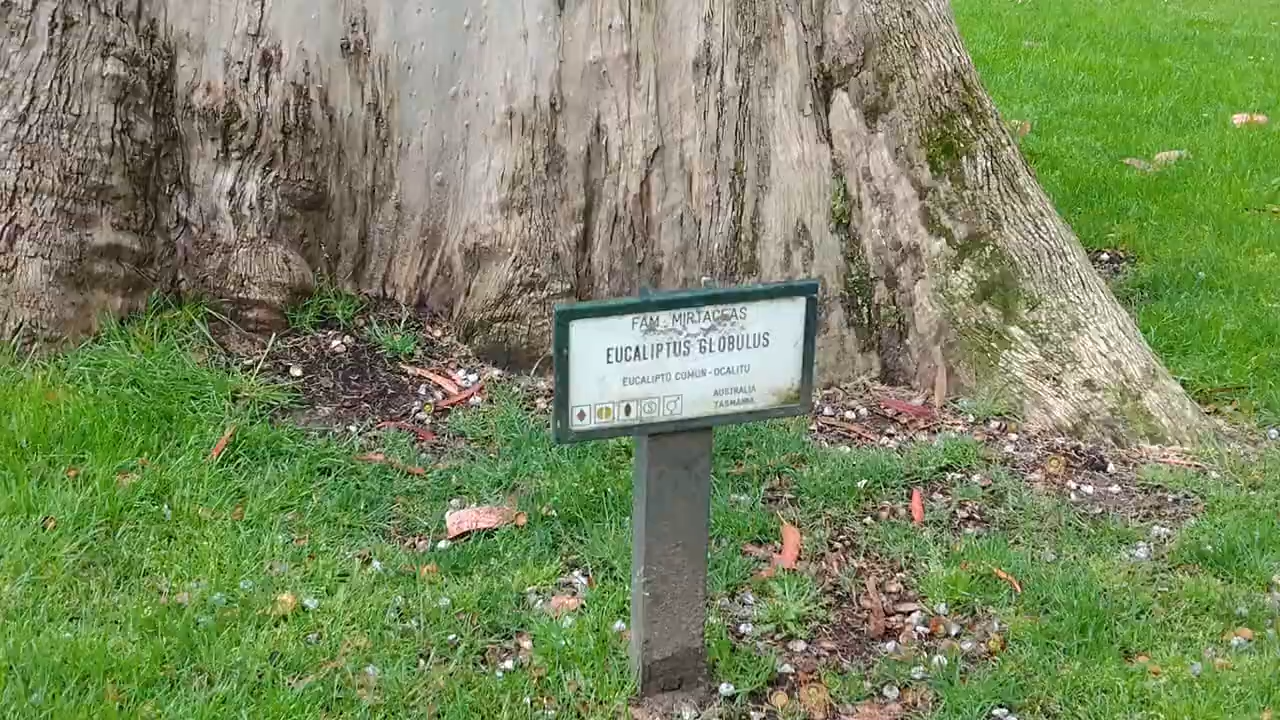 FAM. MIRTACEAS
EUCALIPTUS GLOBULUS
EUCALIPTO COMUN-OCALITU
AUSTRALIA
TASMANIA